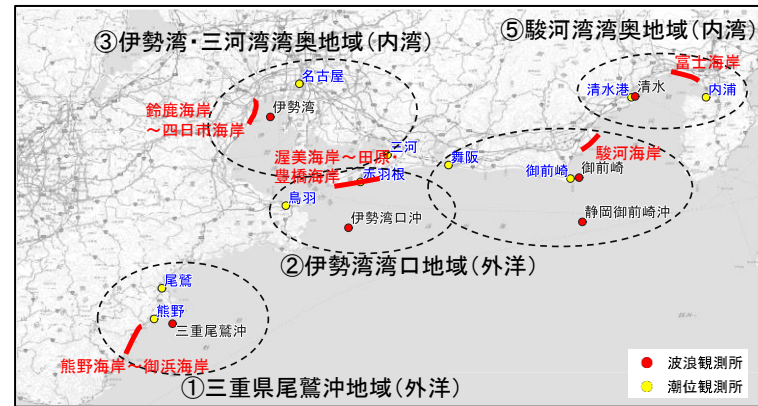 ⑤駿河湾湾奥地域(内湾)
③伊勢湾・三河湾湾奥地域(内湾)
富士海岸
名古屋
清水港
清水
内浦
鈴鹿海岸
～四日市海岸
伊勢湾
三河
舞阪
駿河海岸
渥美海岸～田原・
豊橋海岸
赤羽根
御前崎
御前崎
鳥羽
伊勢湾口沖
静岡御前崎沖
②伊勢湾湾口地域(外洋)
尾鷲
熊野
三重尾鷲沖
熊野海岸～御浜海岸
①三重県尾鷲沖地域(外洋)
波浪観測所
潮位観測所